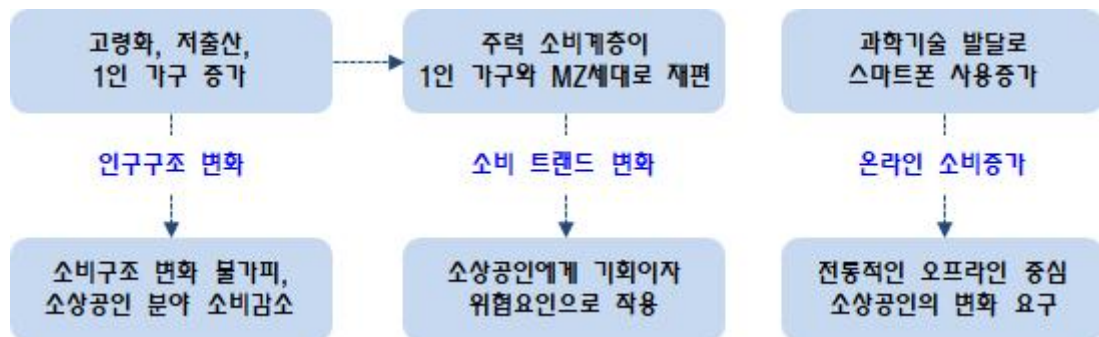 고령화, 저출산,
1인 가구 증가
주력 소비계층이
1인 가구와 MZ세대로 재편
과학기술 발달로
스마트폰 사용증가
인구구조 변화
소비 트랜드 변화
온라인 소비증가
소비구조 변화 불가피,
소상공인 분야 소비감소
소상공인에게 기회이자
위협요인으로 작용
전통적인 오프라인 중심
소상공인의 변화 요구